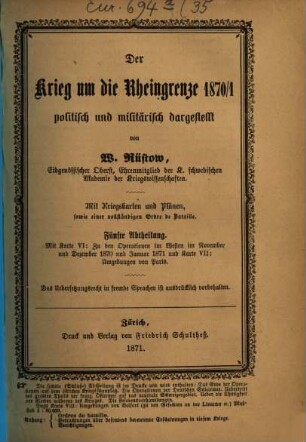 Cur. 694 m (35
Der
Krieg um die Rheingrenze 1870/1
politisch und militärisch dargestellt
von
W. Rüstow,
Eidgenössischer Oberst, Ehrenmitglied der K. schwedischen
Akademie der Kriegswissenschaften.
Mit Kriegskarten und Plänen,
sowie einer vollständigen Ordre de Bataille.
Fünfte Abtheilung.
Mit Karte VI: Zu den Operationen im Westen im November
und Dezember 1870 und Januar 1871 und Karte VII:
Umgebungen von Paris.
Das Uebersetzungsrecht in fremde Sprachen ist ausdrücklich vorbehalten.
Zürich,
Druck und Verlag von Friedrich Schultheß.
1871.